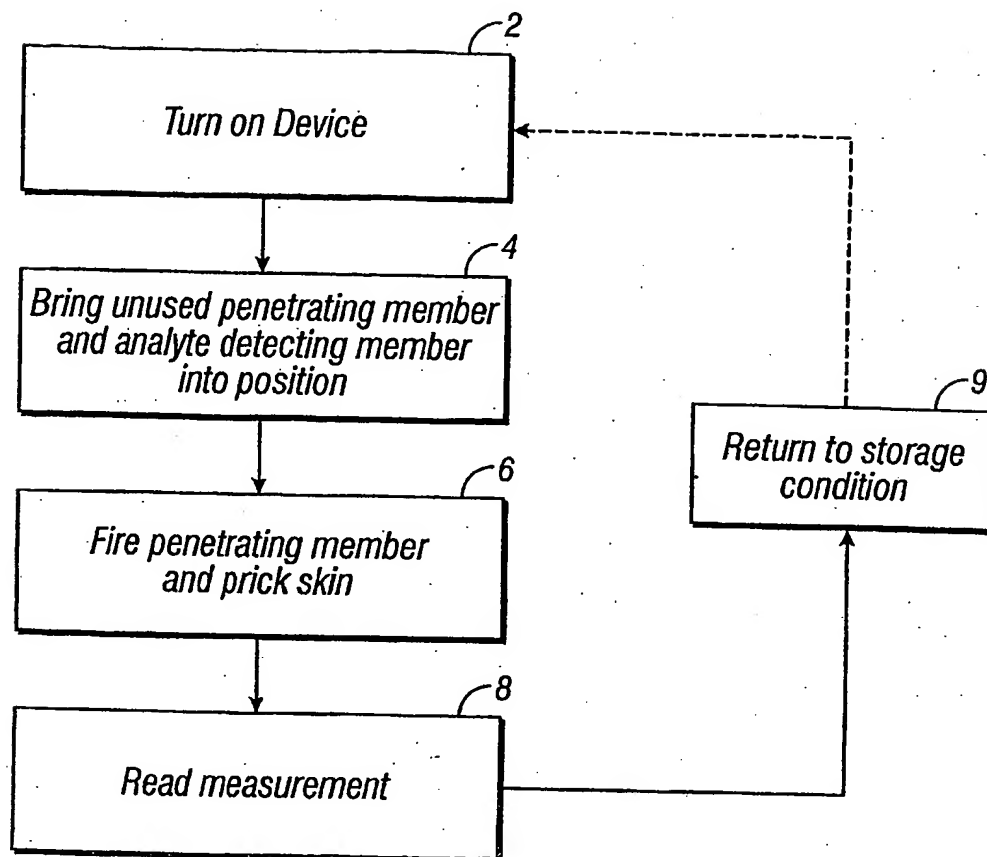 2
Turn on Device
4
Bring unused penetrating member
and analyte detecting member
into position
9
Return to storage
condition
6
Fire penetrating member
and prick skin
8
Read measurement